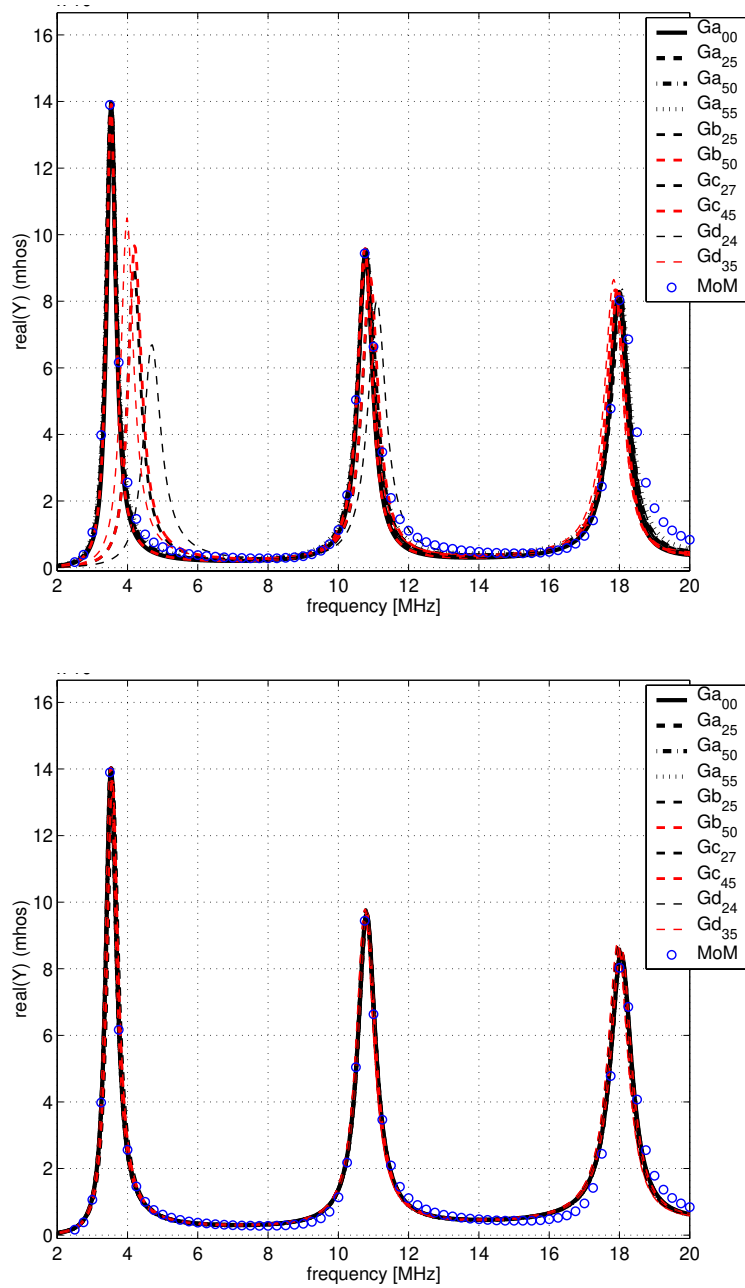 16
14
12
10
8
6
4
2
0
real(Y) (mhos)
2 4 6 8 10 12 14 16 18 20
frequency [MHz]
Ga00
Ga25
Ga50
Ga55
Gb25
Gb50
Gc27
Gc45
Gd24
Gd35
MoM
16
14
12
10
8
6
4
2
0
real(Y) (mhos)
2 4 6 8 10 12 14 16 18 20
frequency [MHz]
Ga00
Ga25
Ga50
Ga55
Gb25
Gb50
Gc27
Gc45
Gd24
Gd35
MoM